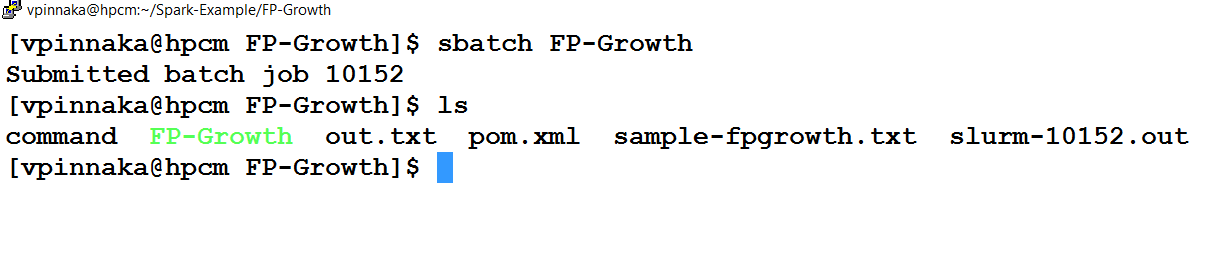 vpinnaka@hpcm:~/Spark-Example/FP-Growth
[vpinnaka@hpcm FP-Growth]$ sbatch FP-Growth
Submitted batch job 10152
[vpinnaka@hpcm FP-Growth]$ ls
command  FP-Growth  out.txt  pom.xml  sample-fpgrowth.txt  slurm-10152.out
[vpinnaka@hpcm FP-Growth]$